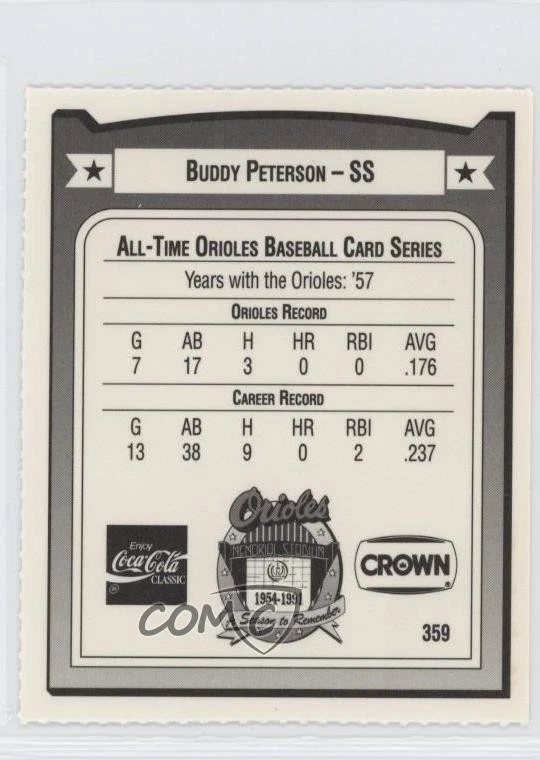 BUDDY PETERSON – SS
ALL-TIME ORIOLES BASEBALL CARD SERIES
Years with the Orioles: '57
ORIOLES RECORD
G AB H HR RBI AVG
7 17 3 0 0 .176
CAREER RECORD
G AB H HR RBI AVG
13 38 9 0 2 .237
Orioles
MEMORIAL STADIUM
1954-1991
A Season to Remember
Enjoy
Coca-Cola
CLASSIC
®
CROWN
®
COMC
359